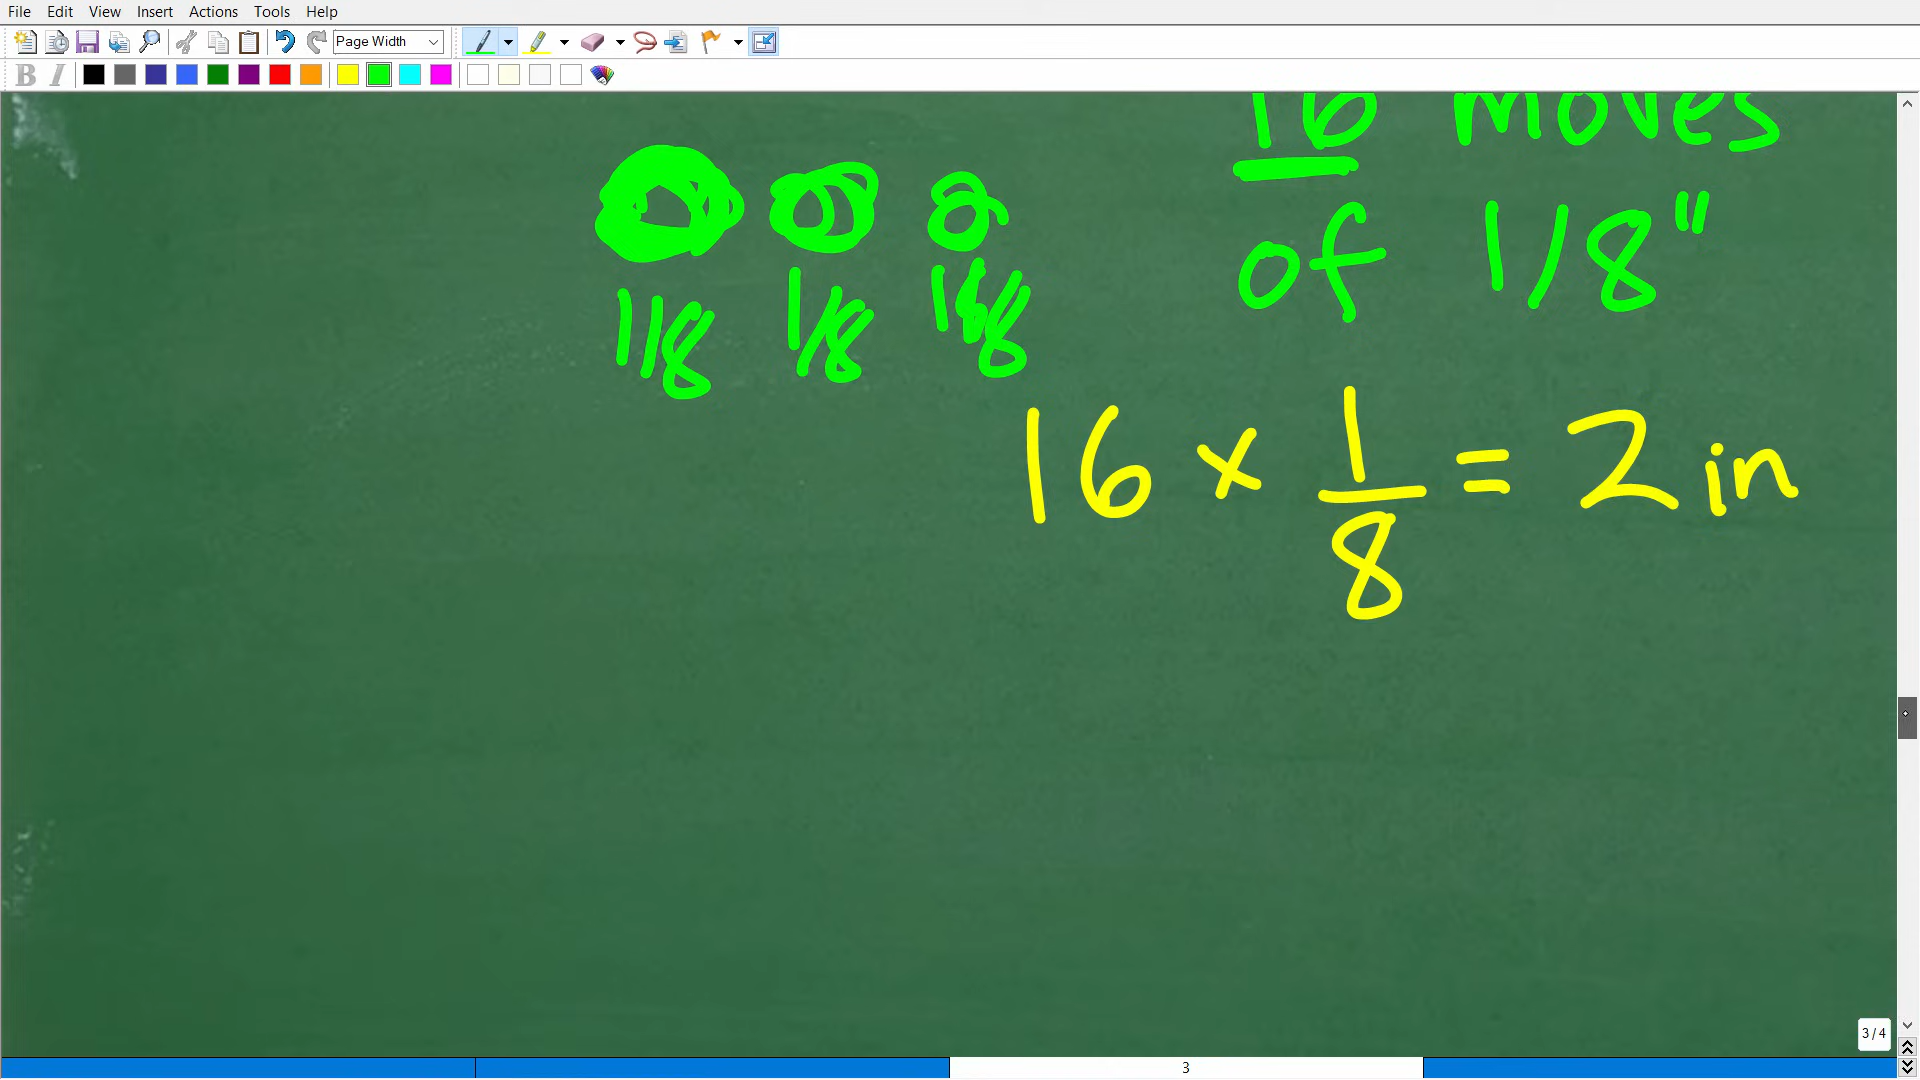 File Edit View Insert Actions Tools Help
Page Width
B I
16 moves
of 1/8"
1/8 1/8 1/8
16 × 1/8 = 2 in
3 / 4
3